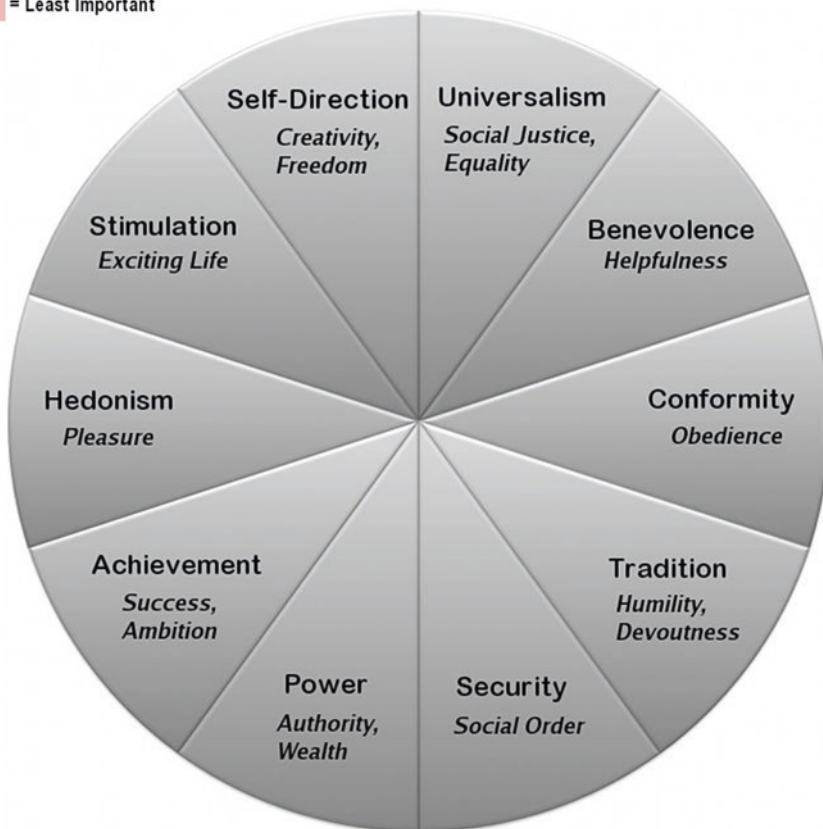 = Least Important
Self-Direction
Creativity,
Freedom
Universalism
Social Justice,
Equality
Benevolence
Helpfulness
Conformity
Obedience
Tradition
Humility,
Devoutness
Security
Social Order
Power
Authority,
Wealth
Achievement
Success,
Ambition
Hedonism
Pleasure
Stimulation
Exciting Life